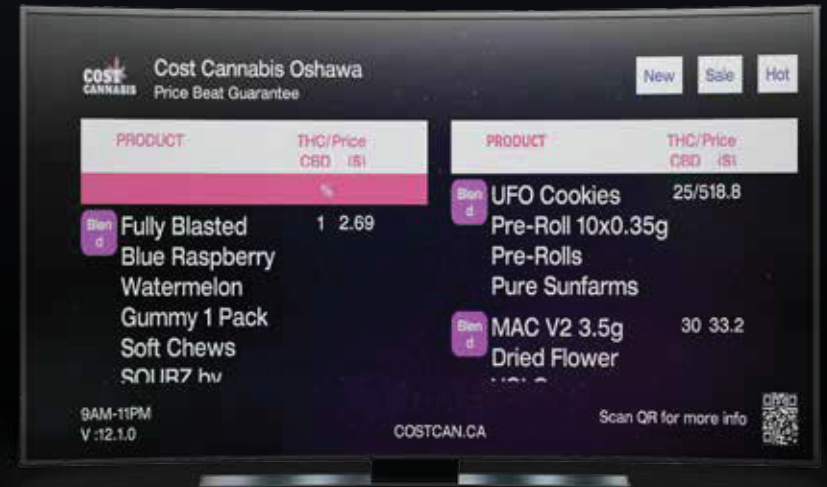 COST
CANNABIS
Cost Cannabis Oshawa
Price Beat Guarantee
New
Sale
Hot
PRODUCT
THC/Price
CBD ($)
%
Blen
d
Fully Blasted
1 2.69
Blue Raspberry
Watermelon
Gummy 1 Pack
Soft Chews
SOURZ by
PRODUCT
THC/Price
CBD ($)
Blen
d
UFO Cookies
25/518.8
Pre-Roll 10x0.35g
Pre-Rolls
Pure Sunfarms
Blen
d
MAC V2 3.5g
30 33.2
Dried Flower
9AM-11PM
V :12.1.0
COSTCAN.CA
Scan QR for more info